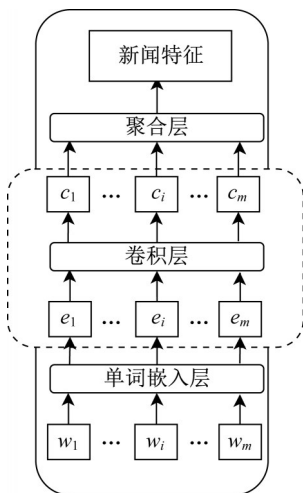 新闻特征
聚合层
c1 ... ci ... cm
卷积层
e1 ... ei ... em
单词嵌入层
w1 ... wi ... wm